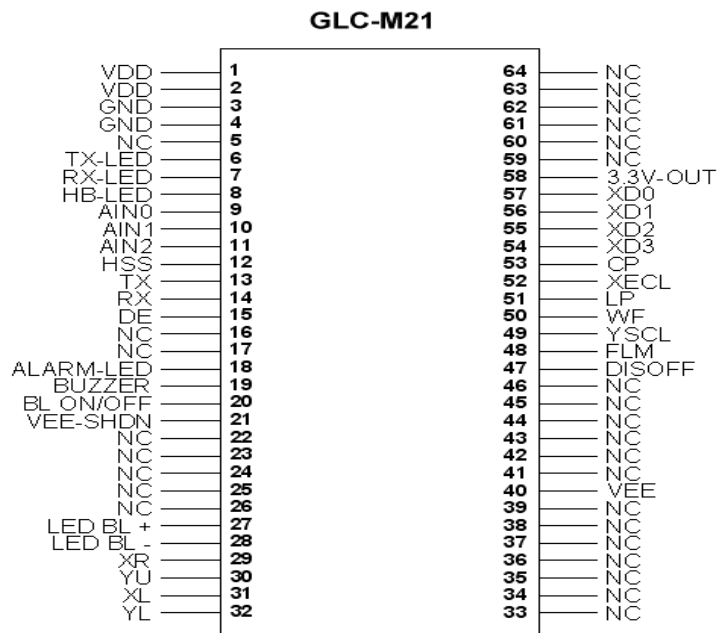 GLC-M21
VDD 1 64 NC
VDD 2 63 NC
GND 3 62 NC
GND 4 61 NC
NC 5 60 NC
TX-LED 6 59 NC
RX-LED 7 58 3.3V-OUT
HB-LED 8 57 XD0
AIN0 9 56 XD1
AIN1 10 55 XD2
AIN2 11 54 XD3
HSS 12 53 CP
TX 13 52 XECL
RX 14 51 LP
DE 15 50 WF
NC 16 49 YSCL
NC 17 48 FLM
ALARM-LED 18 47 DISOFF
BUZZER 19 46 NC
BL ON/OFF 20 45 NC
VEE-SHDN 21 44 NC
NC 22 43 NC
NC 23 42 NC
NC 24 41 NC
NC 25 40 VEE
NC 26 39 NC
LED BL + 27 38 NC
LED BL - 28 37 NC
XR 29 36 NC
YU 30 35 NC
XL 31 34 NC
YL 32 33 NC